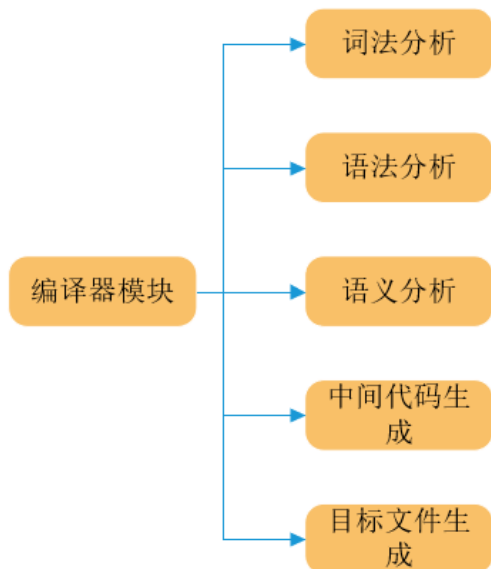 词法分析
语法分析
编译器模块
语义分析
中间代码生
成
目标文件生
成